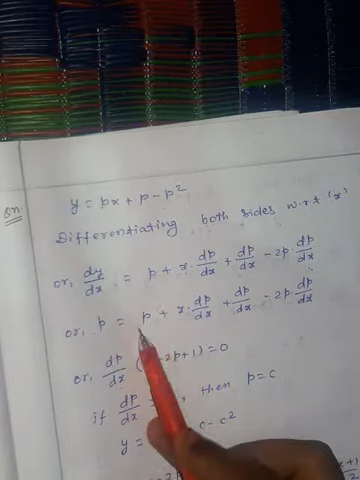 Qn y = px + p - p²
Differentiating both sides w.r.t 'x'
or, dy/dx = p + x.dp/dx + dp/dx - 2p.dp/dx
or, p = p + x.dp/dx + dp/dx - 2p.dp/dx
or, dp/dx ( -2p+1) = 0
if dp/dx = , then p = c
y = c - c²